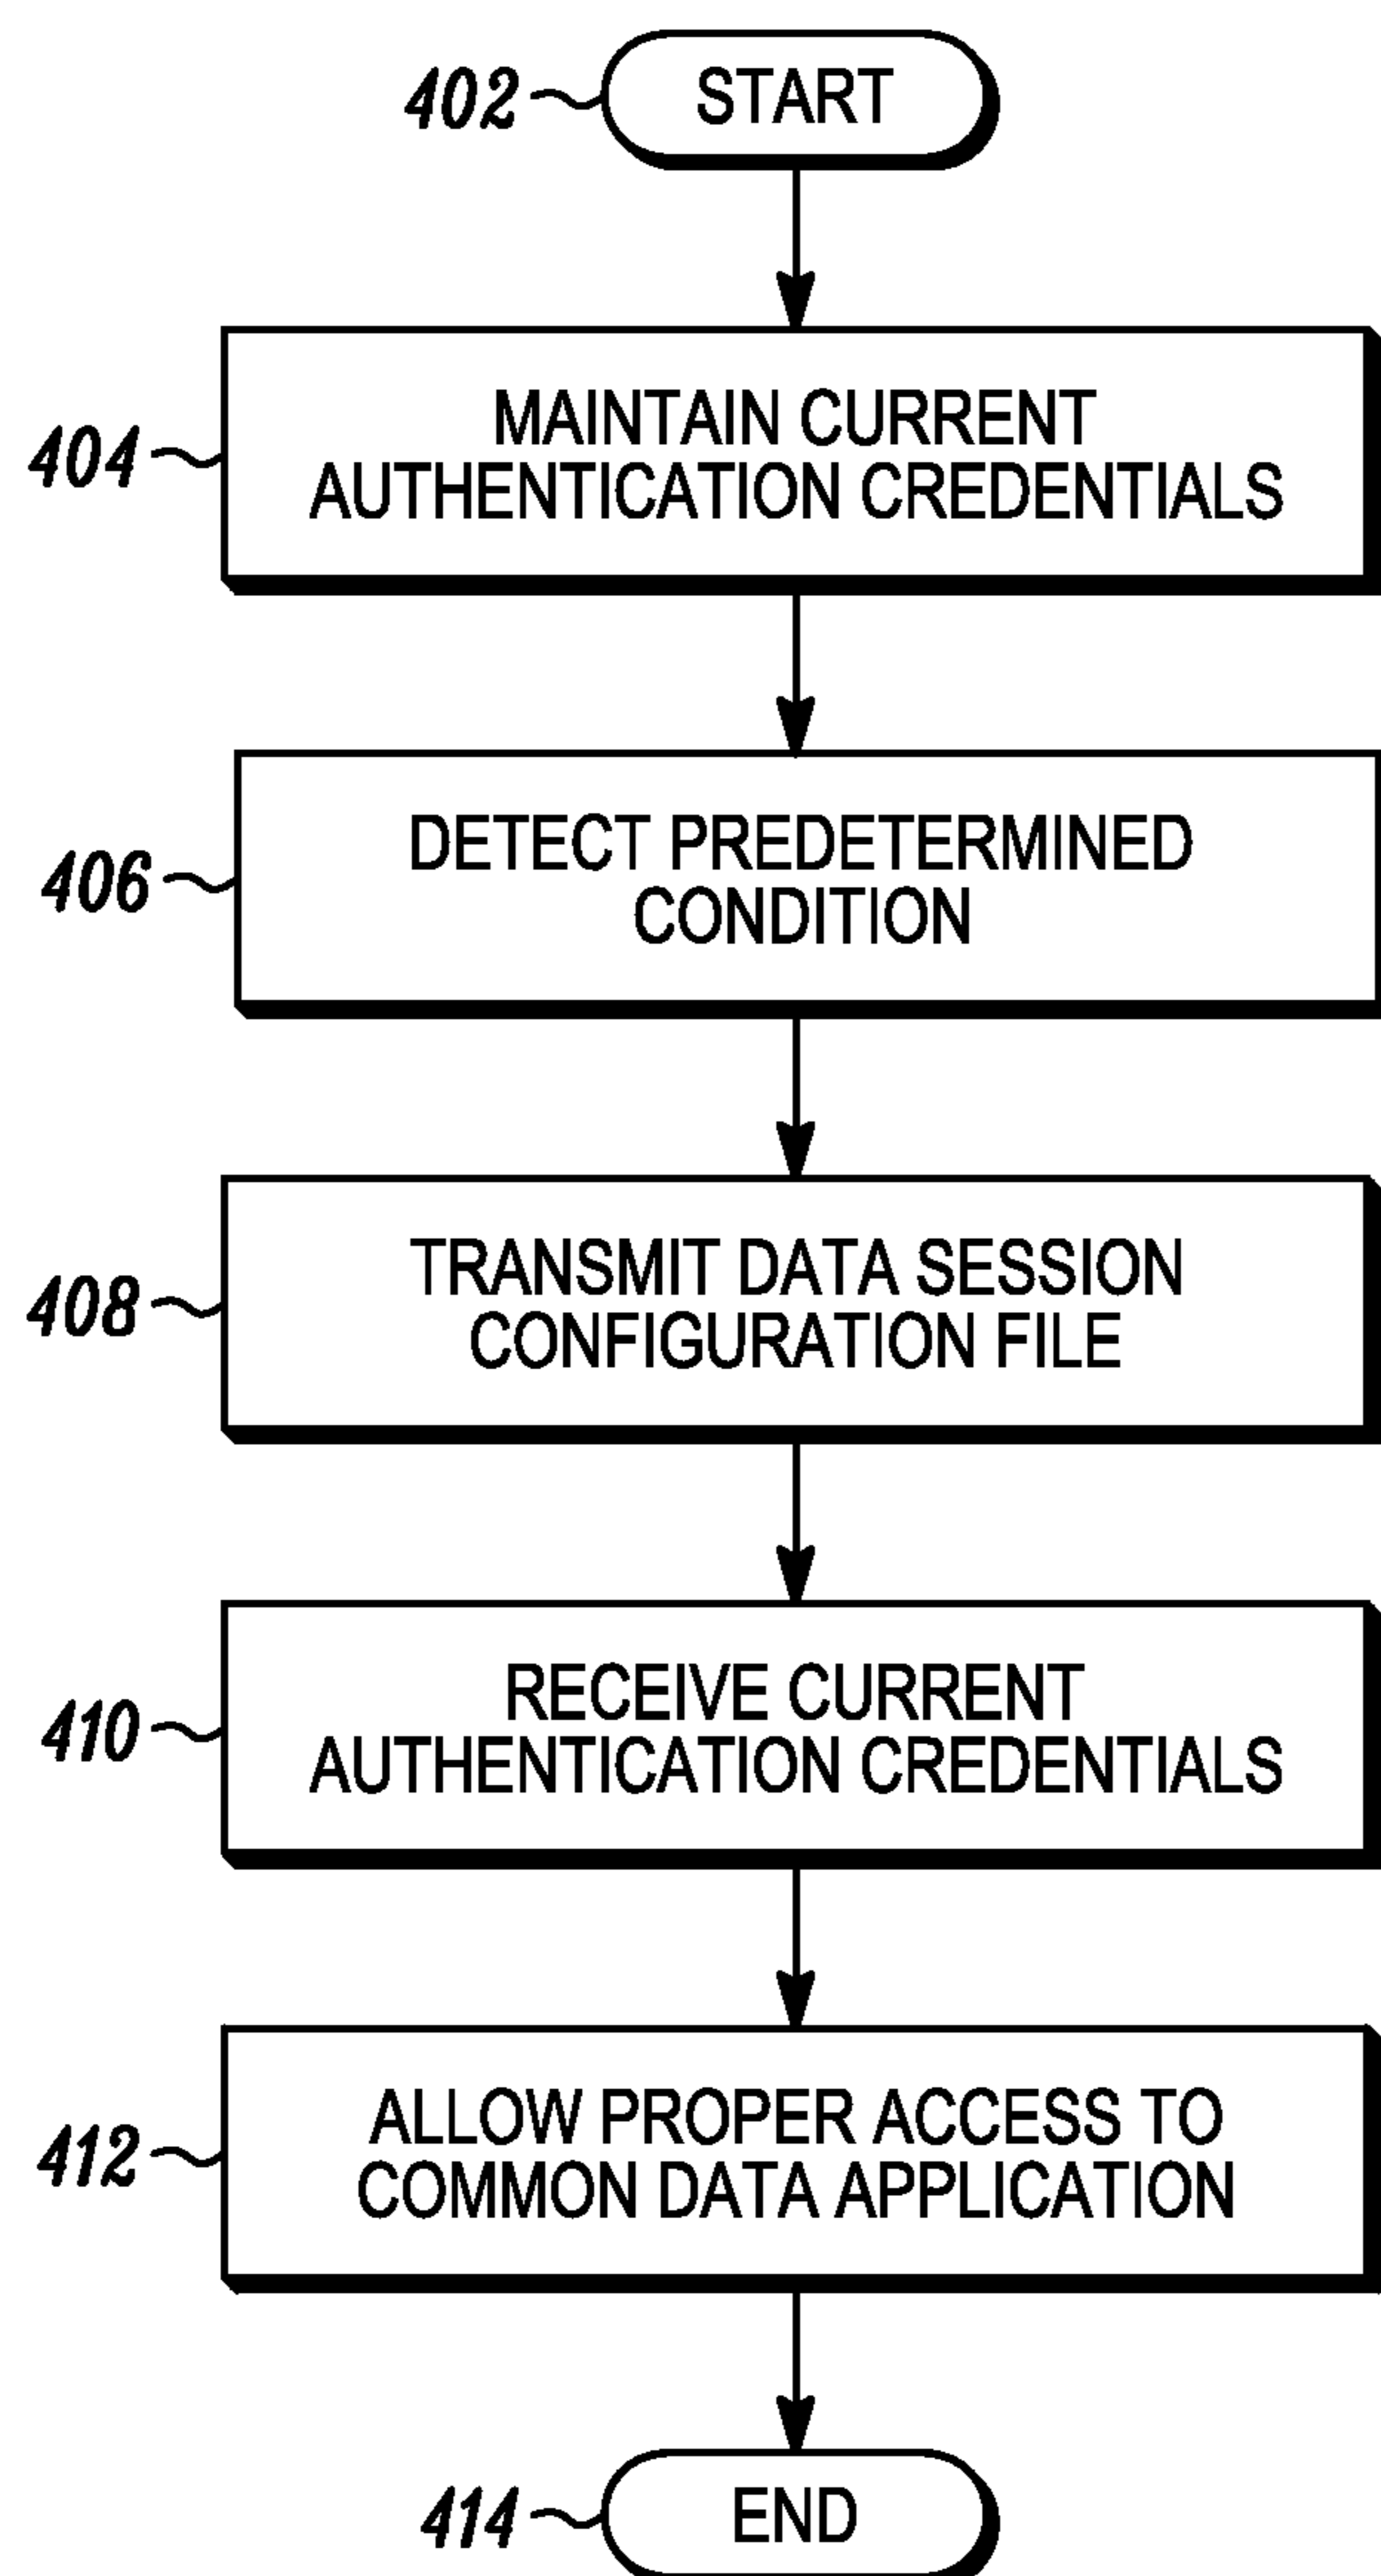 402
START
404
MAINTAIN CURRENT
AUTHENTICATION CREDENTIALS
406
DETECT PREDETERMINED
CONDITION
408
TRANSMIT DATA SESSION
CONFIGURATION FILE
410
RECEIVE CURRENT
AUTHENTICATION CREDENTIALS
412
ALLOW PROPER ACCESS TO
COMMON DATA APPLICATION
414
END